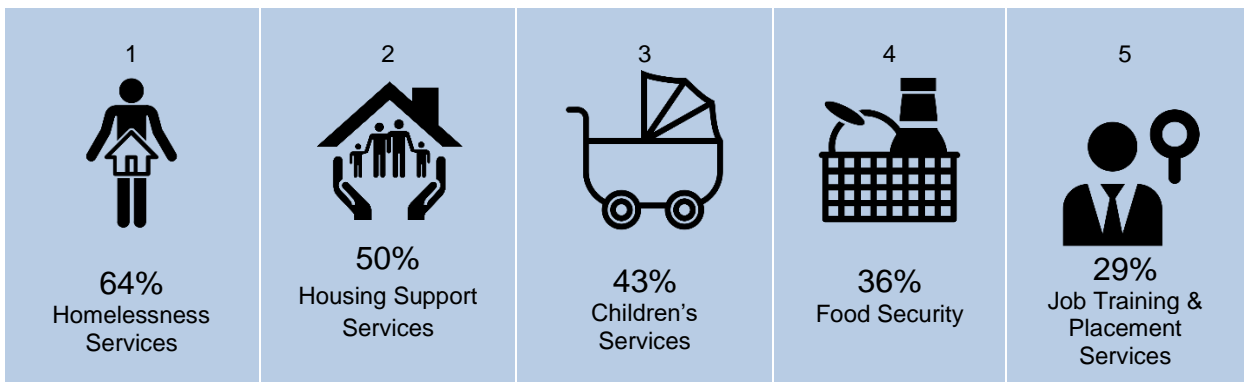 1
64%
Homelessness
Services
2
50%
Housing Support
Services
3
43%
Children's
Services
4
36%
Food Security
5
29%
Job Training &
Placement
Services